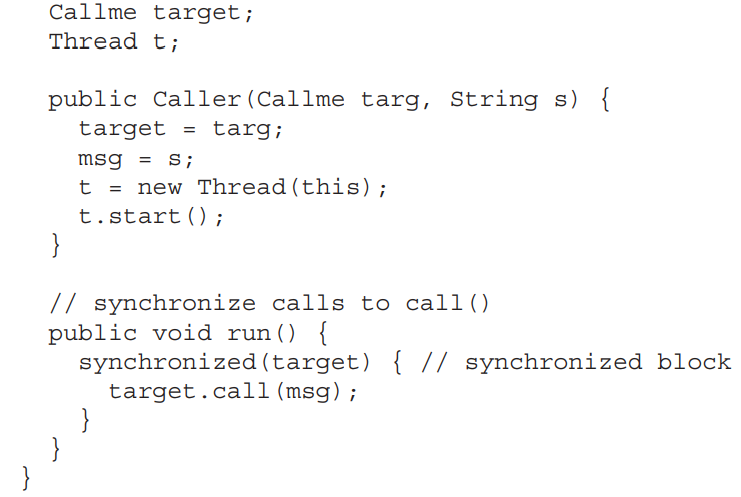 Callme target;
Thread t;
public Caller(Callme targ, String s) {
target = targ;
msg = s;
t = new Thread(this);
t.start();
}
// synchronize calls to call()
public void run() {
synchronized(target) { // synchronized block
target.call(msg);
}
}
}